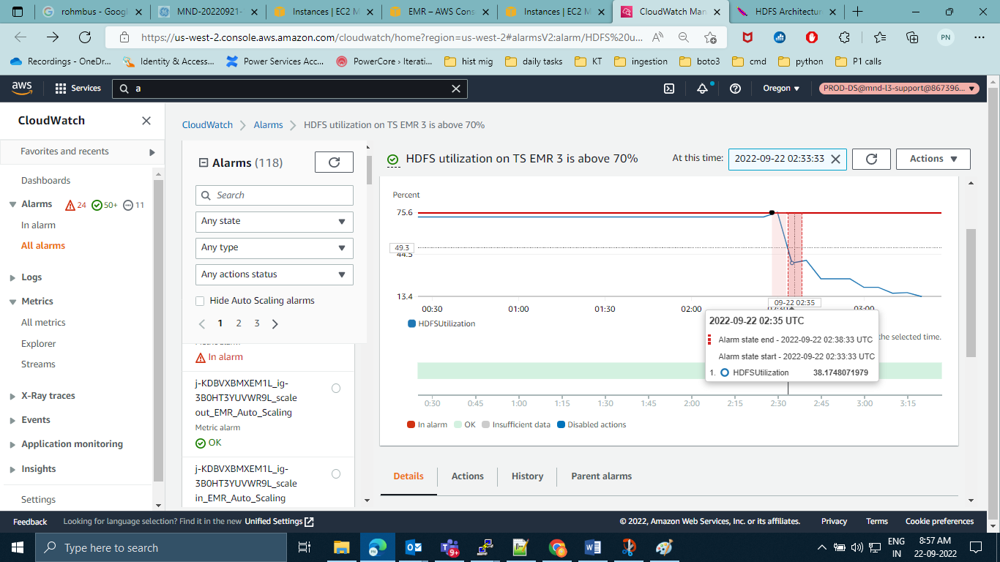 rohmbus - Googl
MND-20220921-
Instances | EC2 M
EMR – AWS Cons
Instances | EC2 M
CloudWatch Man
HDFS Architectur
https://us-west-2.console.aws.amazon.com/cloudwatch/home?region=us-west-2#alarmsV2:alarm/HDFS%20u...
PN
Recordings - OneDr...
Identity & Access...
Power Services Acc...
PowerCore › Iterati...
hist mig
daily tasks
KT
ingestion
boto3
cmd
python
P1 calls
aws
Services
a
Oregon
PROD-DS@mnd-l3-support@867396...
CloudWatch
Favorites and recents
Dashboards
Alarms 24 50+ 11
In alarm
All alarms
Logs
Metrics
All metrics
Explorer
Streams
X-Ray traces
Events
Application monitoring
Insights
Settings
CloudWatch
Alarms
HDFS utilization on TS EMR 3 is above 70%
Alarms (118)
Search
Any state
Any type
Any actions status
Hide Auto Scaling alarms
1 2 3
In alarm
j-KDBVXBMXEM1L_ig-
3B0HT3YUVWR9L_scale
out_EMR_Auto_Scaling
Metric alarm
OK
j-KDBVXBMXEM1L_ig-
3B0HT3YUVWR9L_scale
in_EMR_Auto_Scaling
HDFS utilization on TS EMR 3 is above 70%
At this time:
2022-09-22 02:33:33
Actions
Percent
75.6
49.3
44.5
13.4
00:30 01:00 01:30 02:00 02:30 03:00
09-22 02:35
HDFSUtilization
the selected time.
2022-09-22 02:35 UTC
Alarm state end - 2022-09-22 02:38:33 UTC
Alarm state start - 2022-09-22 02:33:33 UTC
1. HDFSUtilization 38.1748071979
0:30 0:45 1:00 1:15 1:30 1:45 2:00 2:15 2:30 2:45 3:00 3:15
In alarm OK Insufficient data Disabled actions
Details
Actions
History
Parent alarms
Feedback
Looking for language selection? Find it in the new Unified Settings
© 2022, Amazon Web Services, Inc. or its affiliates.
Privacy
Terms
Cookie preferences
Type here to search
PN
9+
ENG
IN
8:57 AM
22-09-2022